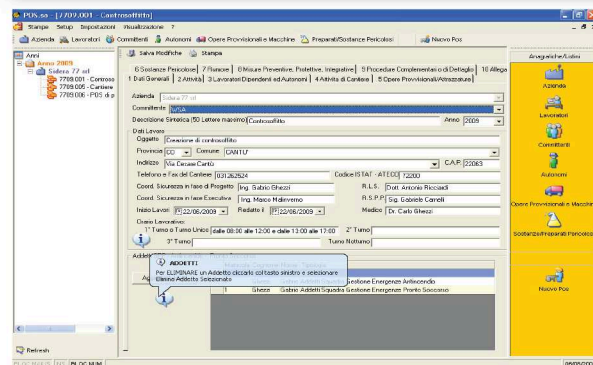 POS.so - [7709.001 - Controsoffitto]
Stampe Setup Impostazioni Visualizzazione ?
Azienda Lavoratori Committenti Autonomi Opere Provvisionali e Macchine Preparati/Sostanze Pericolosi Nuovo Pos
Anni
Anno 2009
Sidera 77 srl
7709.001 - Controso
7709.005 - Cantiere
7709.006 - POS di p
Salva Modifiche Stampa
6 Sostanze Pericolose 7 Rumore 8 Misure Preventive, Protettive, Integrative 9 Procedure Complementari o di Dettaglio 10 Allega
1 Dati Generali 2 Attività 3 Lavoratori Dipendenti ed Autonomi 4 Attività di Cantiere 5 Opere Provvisionali/Attrezzature
Azienda Sidera 77 srl
Committente WSA
Descrizione Sintetica (50 Lettere massimo) Controsoffitto Anno 2009
Dati Lavoro
Oggetto Creazione di controsoffitto
Provincia CO Comune CANTU'
Indirizzo Via Cesare Cantù C.A.P. 22063
Telefono e Fax del Cantiere 031262524 Codice ISTAT - ATECO 72200
Coord. Sicurezza in fase di Progetto Ing. Gabrio Ghezzi R.L.S. Dott. Antonio Ricciardi
Coord. Sicurezza in fase Esecutiva Ing. Marco Malinverno R.S.P.P. Sig. Gabriele Carrelli
Inizio Lavori 22/06/2009 Redatto il 22/06/2009 Medico Dr. Carlo Ghezzi
Orario Lavorativo:
1° Turno o Turno Unico dalle 08:00 alle 12:00 e dalle 13:00 alle 17:00 2° Turno
3° Turno Turno Notturno
ADDETTI
Per ELIMINARE un Addetto cliccarlo col tasto sinistro e selezionare
Elimina Addetto Selezionato
Gestione Emergenze Antincendio
1 Ghezzi Gabrio Addetti Squadra Gestione Emergenze Pronto Soccorso
Anagrafiche/Listini
Azienda
Lavoratori
Committenti
Autonomi
Opere Provvisionali e Macchine
Sostanze/Preparati Pericolosi
Nuovo Pos
Refresh